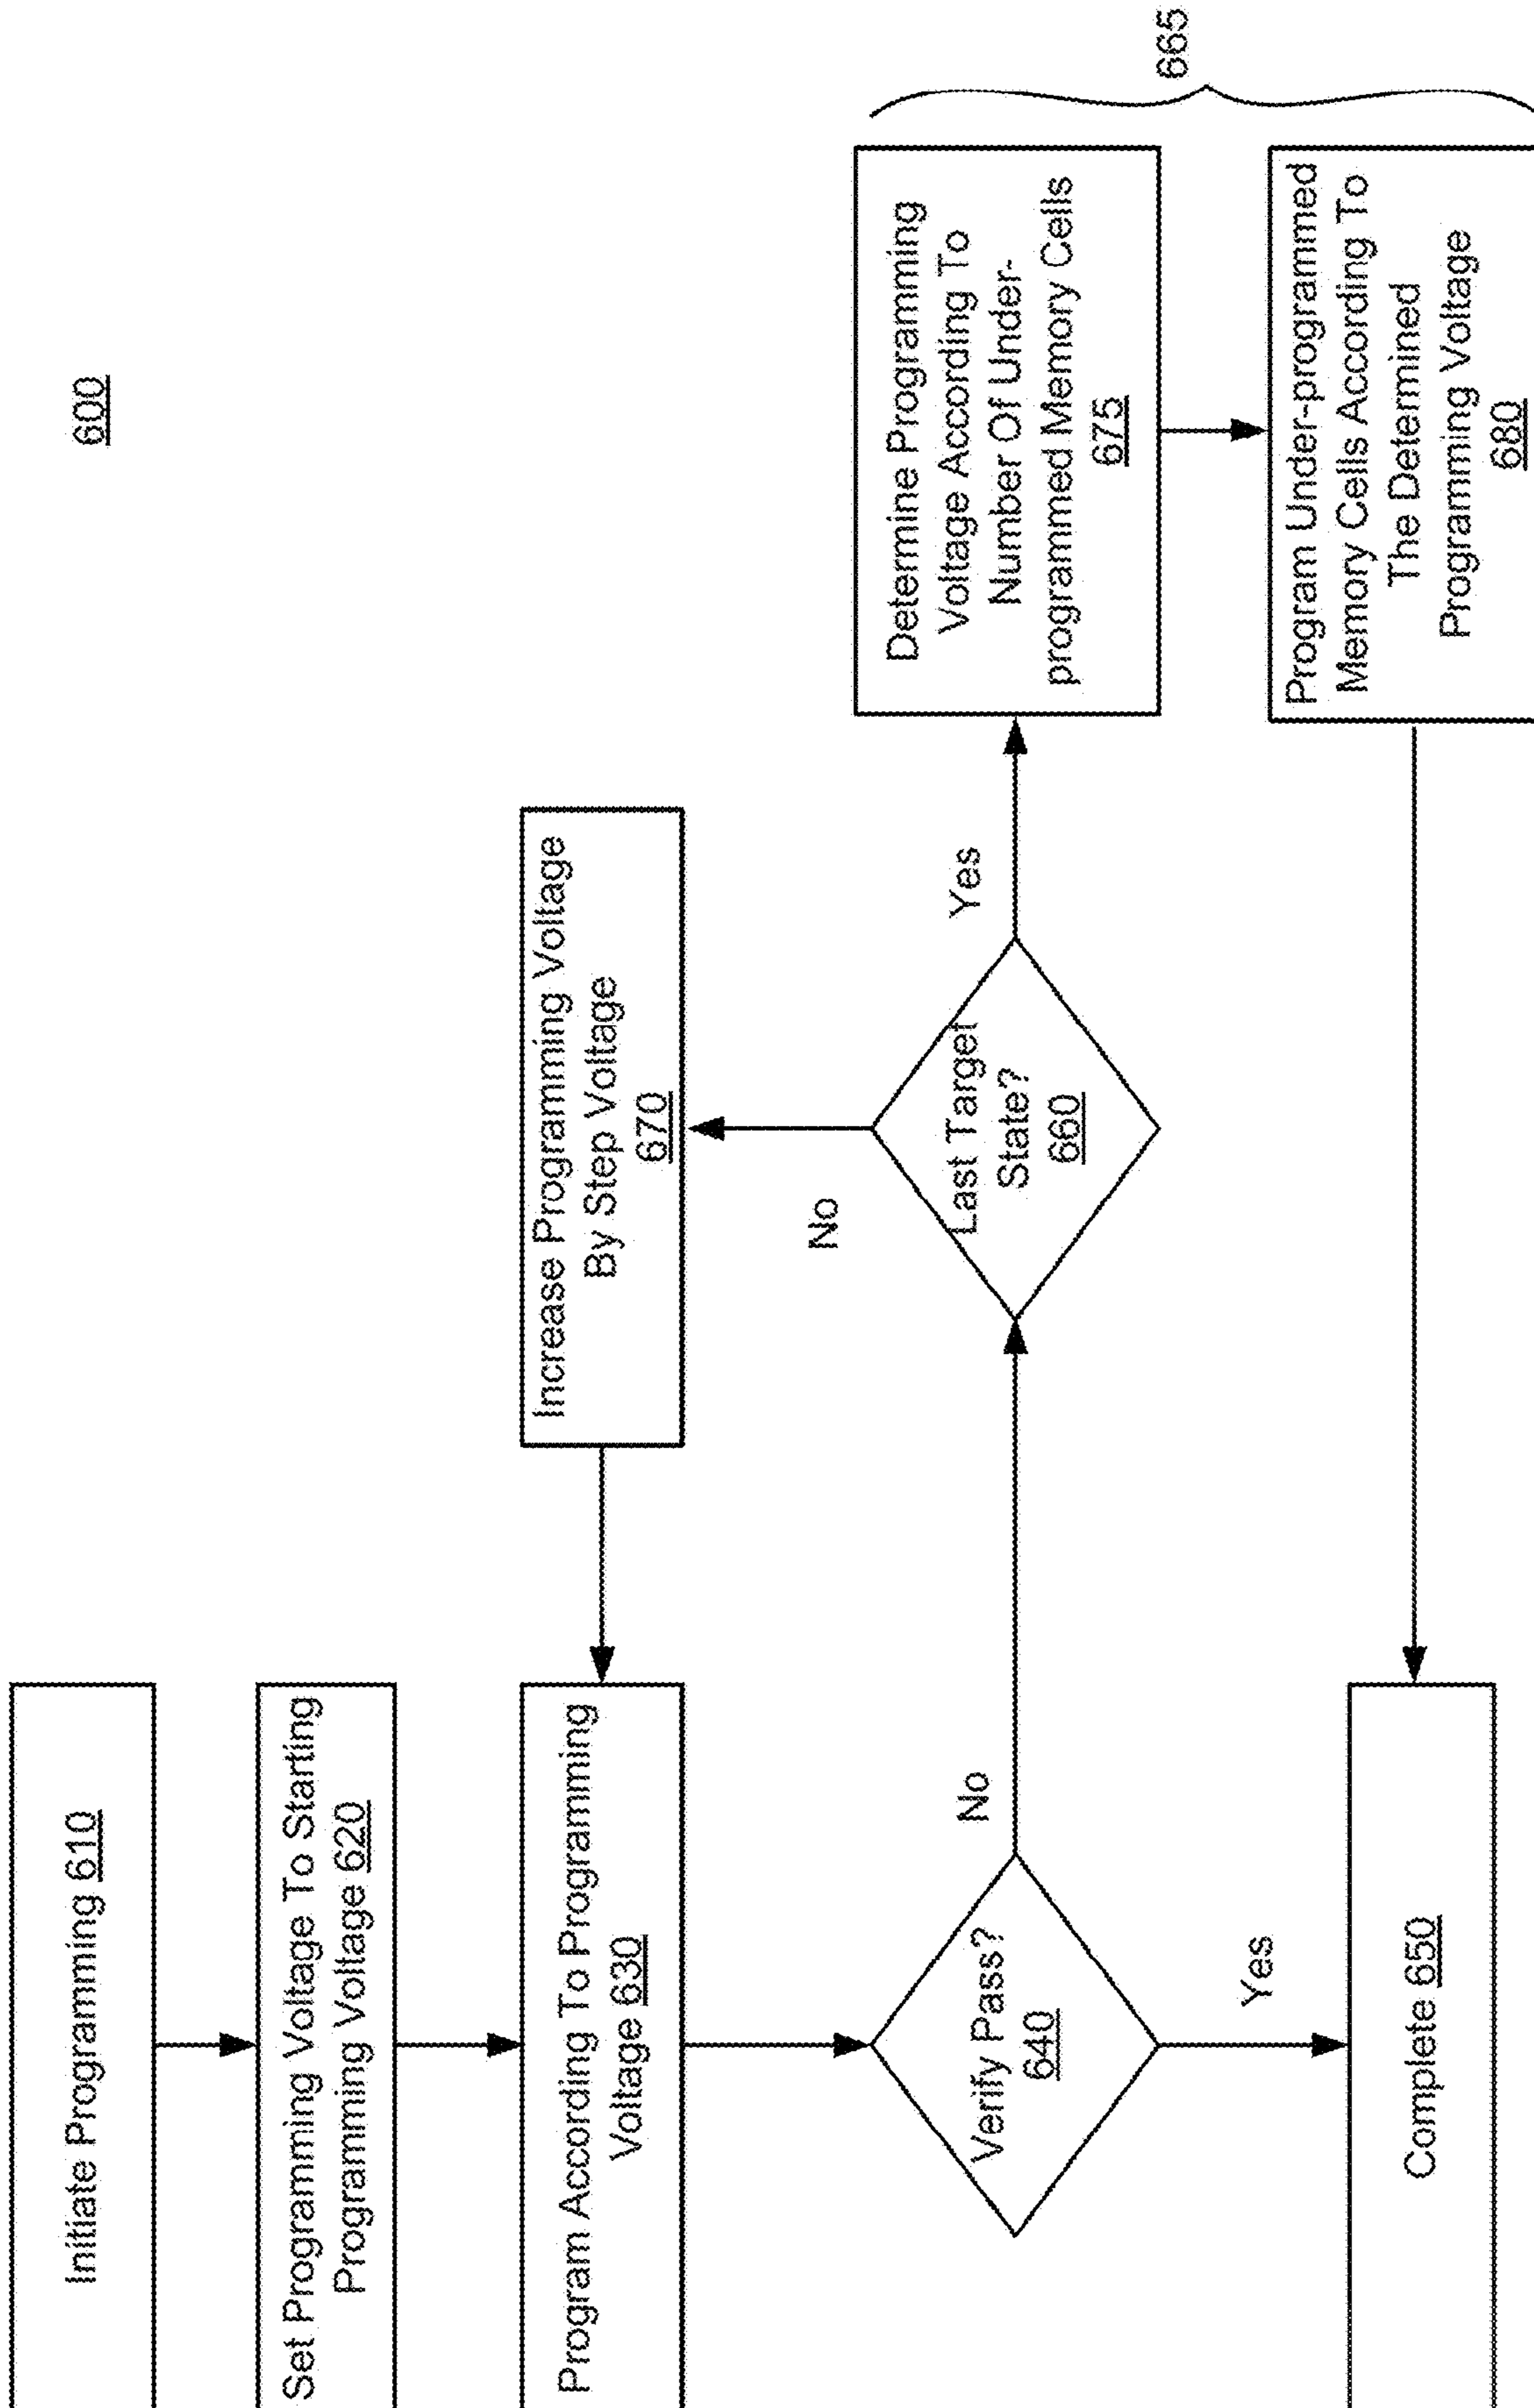 600
Initiate Programming 610
Set Programming Voltage To Starting
Programming Voltage 620
Program According To Programming
Voltage 630
Increase Programming Voltage
By Step Voltage
670
Verify Pass?
640
No
Yes
Last Target
State?
660
No
Yes
Determine Programming
Voltage According To
Number Of Under-
programmed Memory Cells
675
665
Program Under-programmed
Memory Cells According To
The Determined
Programming Voltage
680
Complete 650